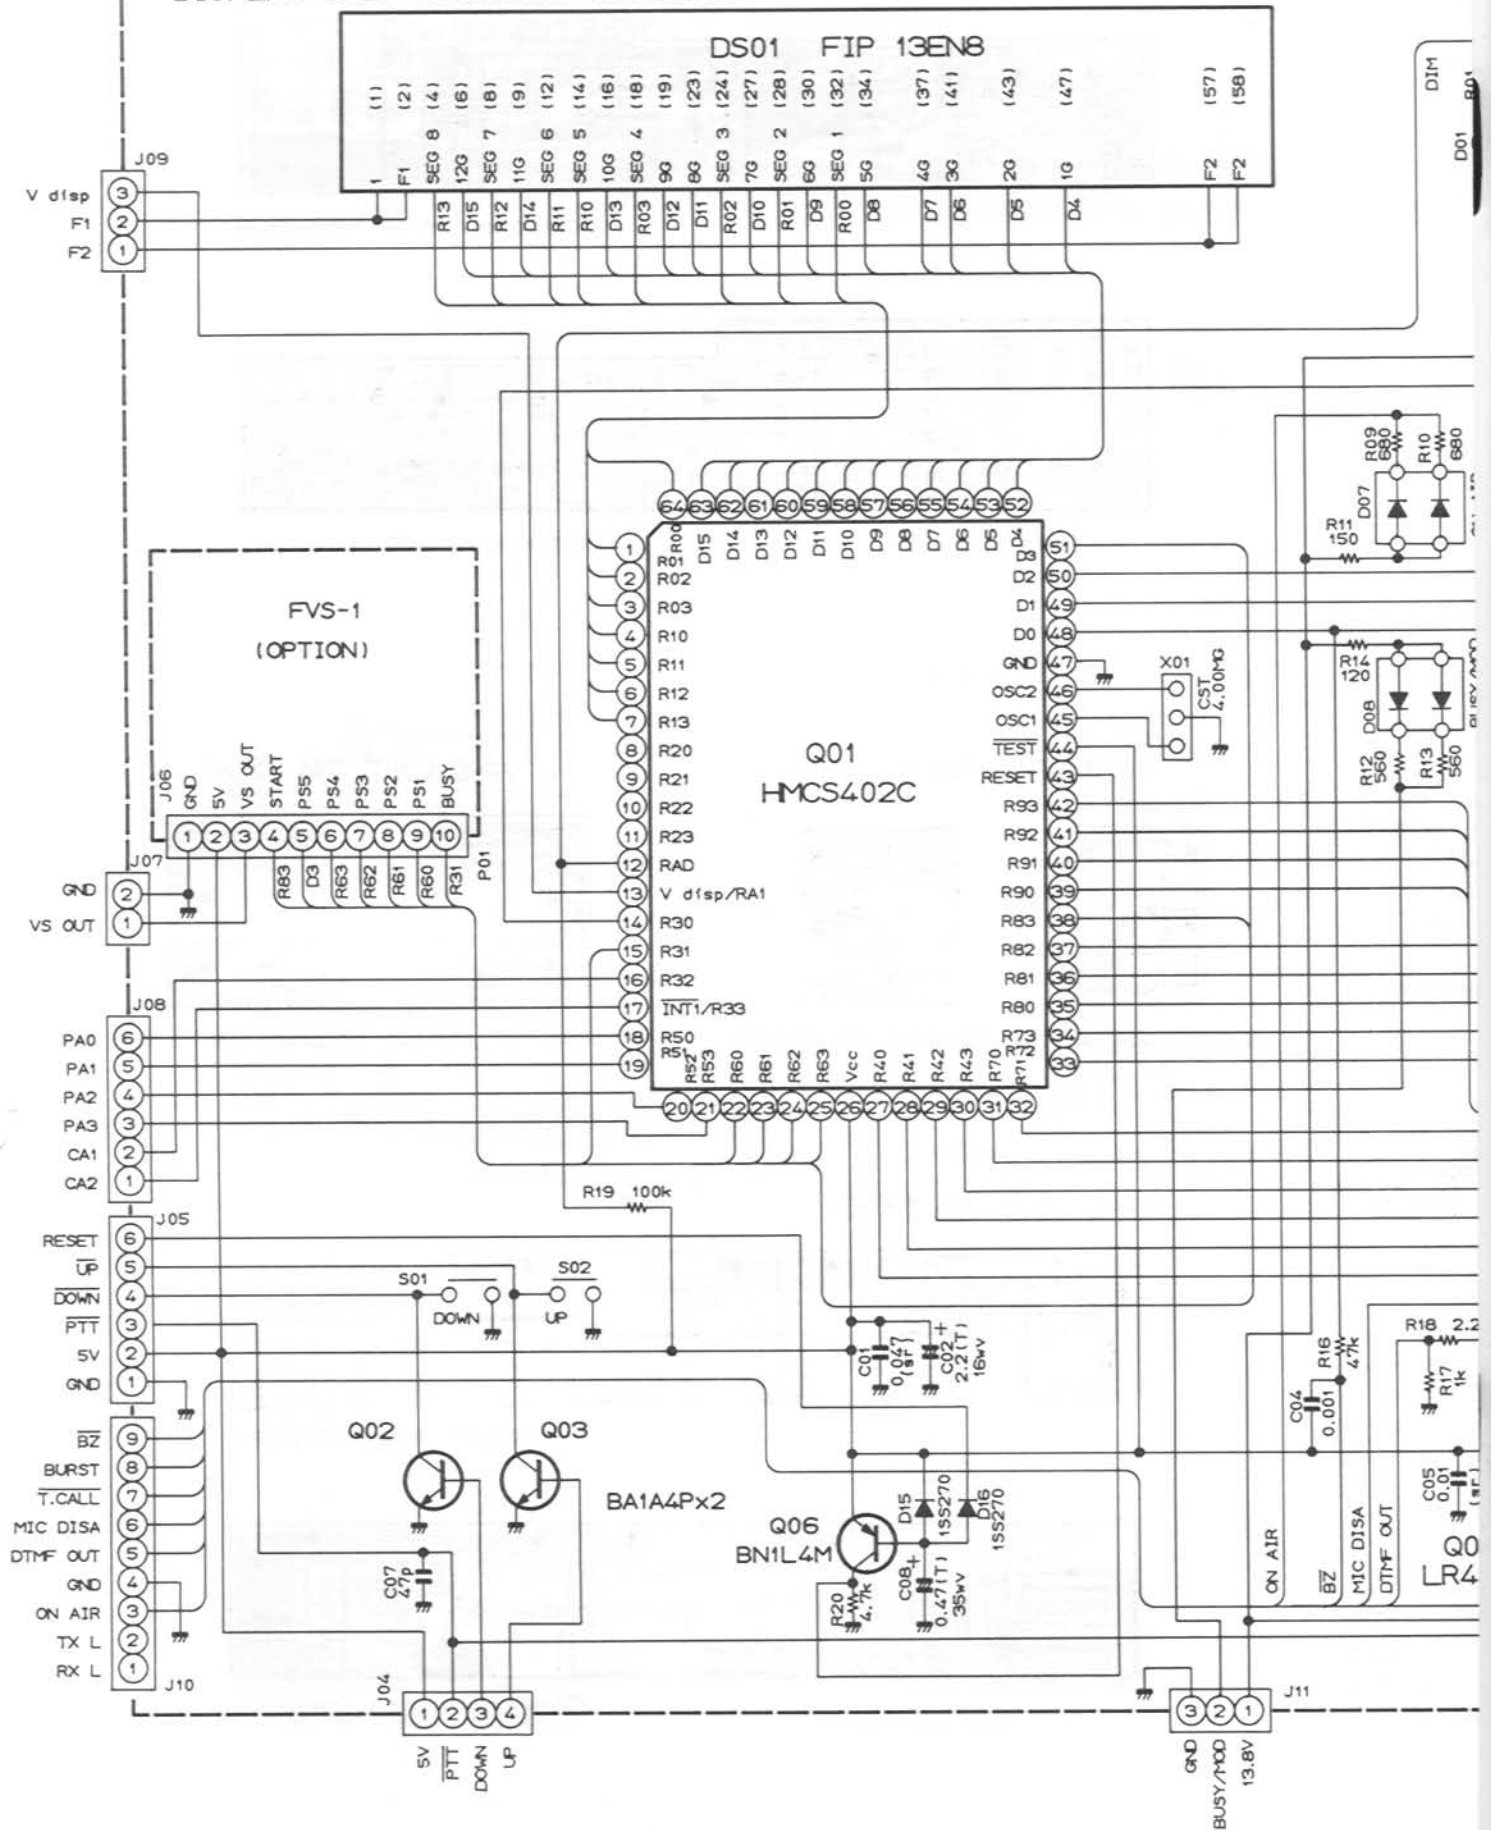 DS01 FIP 13EN8
(1) (2) (4) (6) (8) (9) (12) (14) (16) (18) (19) (23) (24) (27) (28) (30) (32) (34) (37) (41) (43) (47) (57) (58)
1 F1 SEG 8 12G SEG 7 11G SEG 6 SEG 5 10G SEG 4 9G 8G SEG 3 7G SEG 2 6G SEG 1 5G 4G 3G 2G 1G F2 F2
R13 D15 R12 D14 R11 R10 D13 R03 D12 D11 R02 D10 R01 D9 R00 D8 D7 D6 D5 D4
DIM
D01
J09
V disp 3
F1 2
F2 1
R09 680
R10 680
D07
R11 150
64 63 62 61 60 59 58 57 56 55 54 53 52
R00 D15 D14 D13 D12 D11 D10 D9 D8 D7 D6 D5 D4
1 R01
2 R02
3 R03
4 R10
5 R11
6 R12
7 R13
8 R20
9 R21
10 R22
11 R23
12 RAD
13 V disp/RA1
14 R30
15 R31
16 R32
17 INT1/R33
18 R50
19 R51
Q01
HMCS402C
D3 51
D2 50
D1 49
D0 48
GND 47
OSC2 46
OSC1 45
TEST 44
RESET 43
R93 42
R92 41
R91 40
R90 39
R83 38
R82 37
R81 36
R80 35
R73 34
R72 33
R52 R53 R60 R61 R62 R63 Vcc R40 R41 R42 R43 R70 R71
20 21 22 23 24 25 26 27 28 29 30 31 32
X01
CST 4.00MG
R14 120
D08
BUSY/MOD
R12 560
R13 560
FVS-1
(OPTION)
J06
GND 5V VS OUT START PS5 PS4 PS3 PS2 PS1 BUSY
1 2 3 4 5 6 7 8 9 10
R83 D3 R63 R62 R61 R60 R31
P01
J07
GND 2
VS OUT 1
J08
PA0 6
PA1 5
PA2 4
PA3 3
CA1 2
CA2 1
R19 100k
J05
RESET 6
UP 5
DOWN 4
PTT 3
5V 2
GND 1
S01
DOWN
S02
UP
C01 0.047 (sr)
C02 + 2.2(T) 16wv
R16 47k
R18 2.2
R17 1k
C04 0.001
C05 0.01
BZ 9
BURST 8
T.CALL 7
MIC DISA 6
DTMF OUT 5
GND 4
ON AIR 3
TX L 2
RX L 1
J10
Q02
Q03
BA1A4Px2
C07 47p
Q06
BN1L4M
D15 1SS270
D16 1SS270
R20 4.7k
C08 + 0.47(T) 35wv
ON AIR
BZ
MIC DISA
DTMF OUT
Q0
LR4
J04
1 2 3 4
5V PTT DOWN UP
J11
3 2 1
GND BUSY/MOD 13.8V